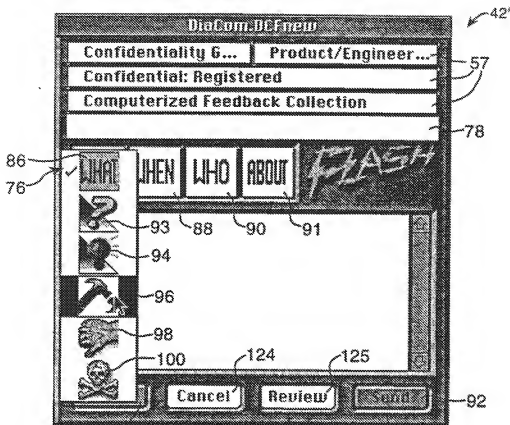 DiaCom.DCFnew
42'
Confidentiality G...
Product/Engineer...
57
Confidential: Registered
Computerized Feedback Collection
78
86
76
WHAT
WHEN
WHO
ABOUT
FLASH
88
90
91
93
94
96
98
100
124
125
Cancel
Review
Send
92